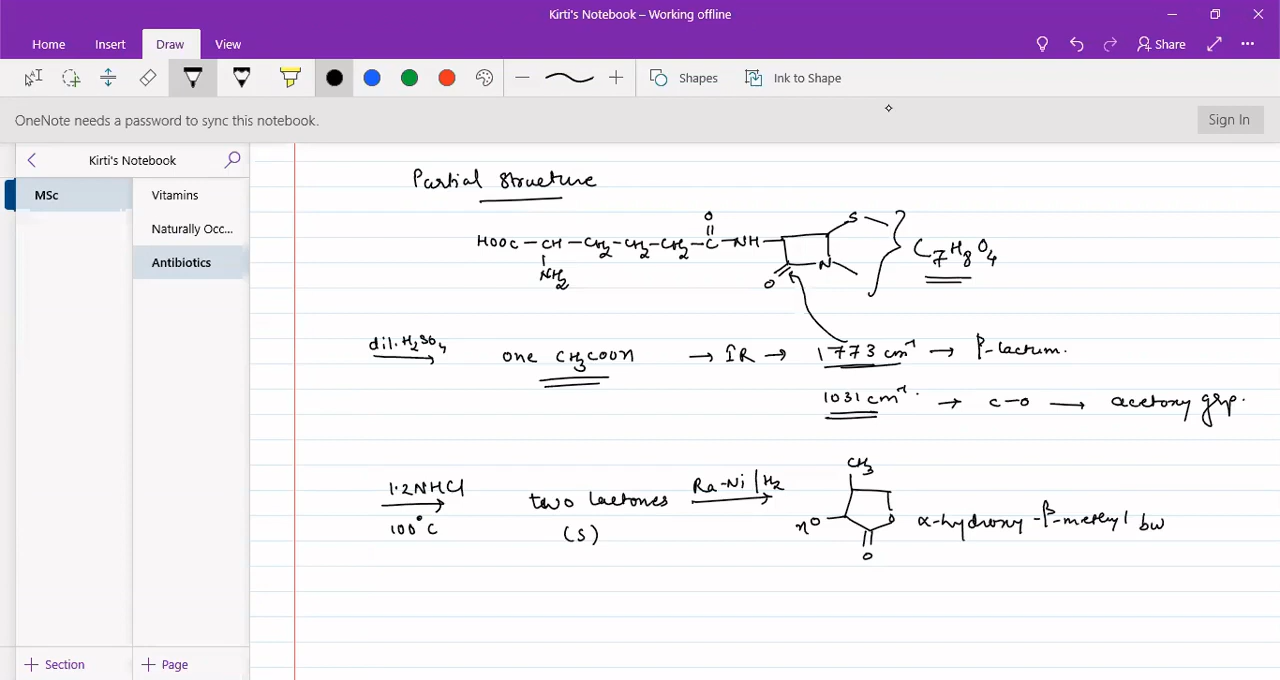 Kirti's Notebook – Working offline
Home Insert Draw View Share
Shapes Ink to Shape
OneNote needs a password to sync this notebook. Sign In
Kirti's Notebook
MSc
Vitamins
Naturally Occ...
Antibiotics
Partial Structure
HOOC – CH – CH2 – CH2 – CH2 – C – NH
O
NH2
O
N
S
C7H8O4
dil. H2SO4 → one CH3COOH → IR → 1773 cm⁻¹ → β-lactum.
1031 cm⁻¹. → C–O → acetoxy grp.
1.2NHCl
100°C
two lactones
(S)
Ra-Ni | H2
CH3
HO
O
O
α-hydroxy-β-methyl bu
+ Section + Page